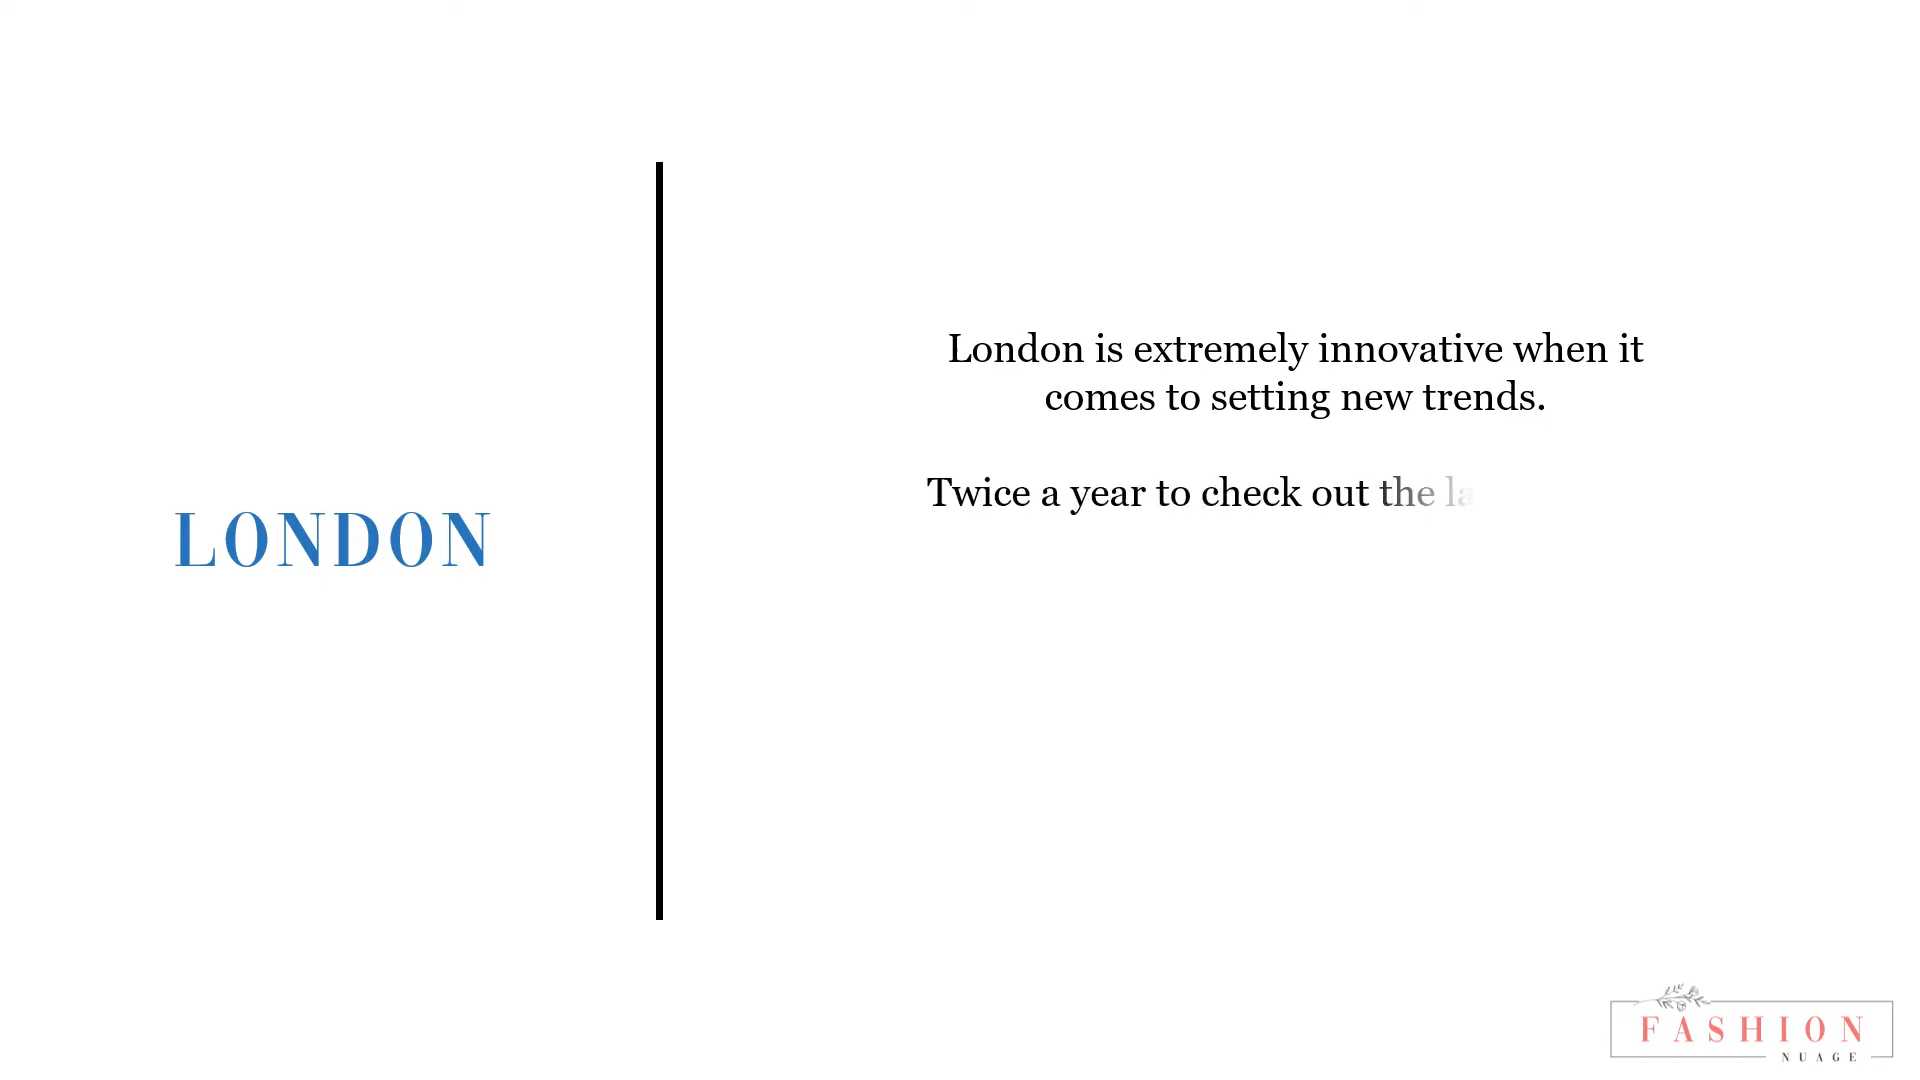 London is extremely innovative when it
comes to setting new trends.
Twice a year to check out the
LONDON
FASHION
NUAGE